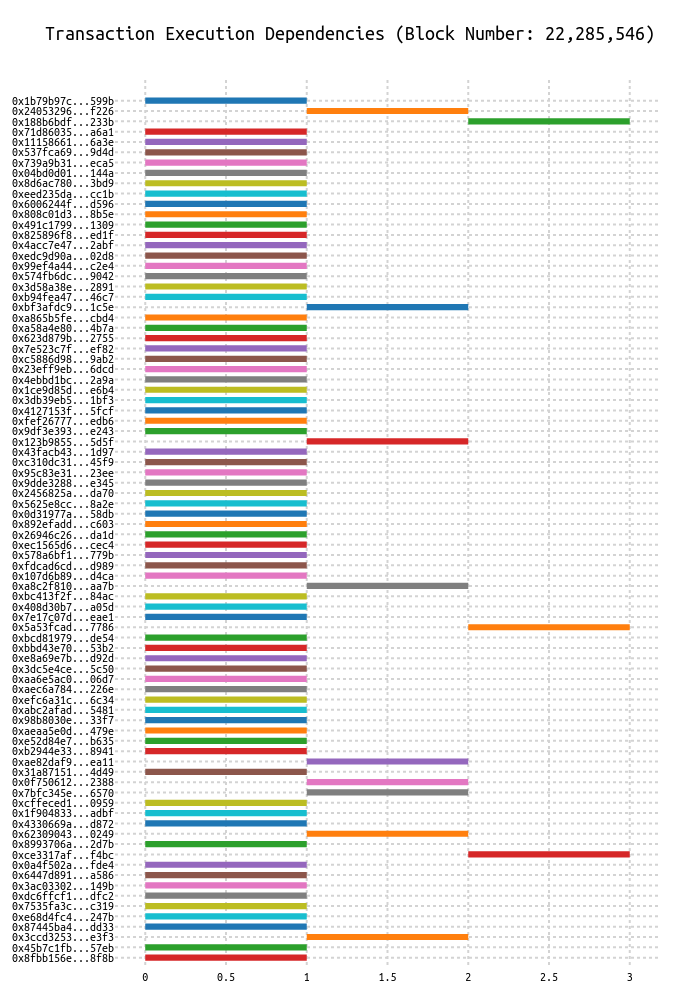 Transaction Execution Dependencies (Block Number: 22,285,546)
0x1b79b97c...599b
0x24053296...f226
0x188b6bdf...233b
0x71d86035...a6a1
0x11158661...6a3e
0x537fca69...9d4d
0x739a9b31...eca5
0x04bd0d01...144a
0x8d6ac780...3bd9
0xeed235da...cc1b
0x6006244f...d596
0x808c01d3...8b5e
0x491c1799...1309
0x825896f8...ed1f
0x4acc7e47...2abf
0xedc9d90a...02d8
0x99ef4a44...c2e4
0x574fb6dc...9042
0x3d58a38e...2891
0xb94fea47...46c7
0xbf3afdc9...1c5e
0xa865b5fe...cbd4
0xa58a4e80...4b7a
0x623d879b...2755
0x7e523c7f...ef82
0xc5886d98...9ab2
0x23eff9eb...6dcd
0x4ebbd1bc...2a9a
0x1ce9d85d...e6b4
0x3db39eb5...1bf3
0x4127153f...5fcf
0xfef26777...edb6
0x9df3e393...e243
0x123b9855...5d5f
0x43facb43...1d97
0xc310dc31...45f9
0x95c83e31...23ee
0x9dde3288...e345
0x2456825a...da70
0x5625e8cc...8a2e
0x0d31977a...58db
0x892efadd...c603
0x26946c26...da1d
0xec1565d6...cec4
0x578a6bf1...779b
0xfdcad6cd...d989
0x107d6b89...d4ca
0xa8c2f810...aa7b
0xbc413f2f...84ac
0x408d30b7...a05d
0x7e17c07d...eae1
0x5a53fcad...7786
0xbcd81979...de54
0xbbd43e70...53b2
0xe8a69e7b...d92d
0x3dc5e4ce...5c50
0xaa6e5ac0...06d7
0xaec6a784...226e
0xefc6a31c...6c34
0xabc2afad...5481
0x98b8030e...33f7
0xaeaa5e0d...479e
0xe52d84e7...b635
0xb2944e33...8941
0xae82daf9...ea11
0x31a87151...4d49
0x0f750612...2388
0x7bfc345e...6570
0xcffeced1...0959
0x1f904833...adbf
0x4330669a...d872
0x62309043...0249
0x8993706a...2d7b
0xce3317af...f4bc
0x0a4f502a...fde4
0x6447d891...a586
0x3ac03302...149b
0xdc6ffcf1...dfc2
0x7535fa3c...c319
0xe68d4fc4...247b
0x87445ba4...dd33
0x3ccd3253...e3f3
0x45b7c1fb...57eb
0x8fbb156e...8f8b
0 0.5 1 1.5 2 2.5 3